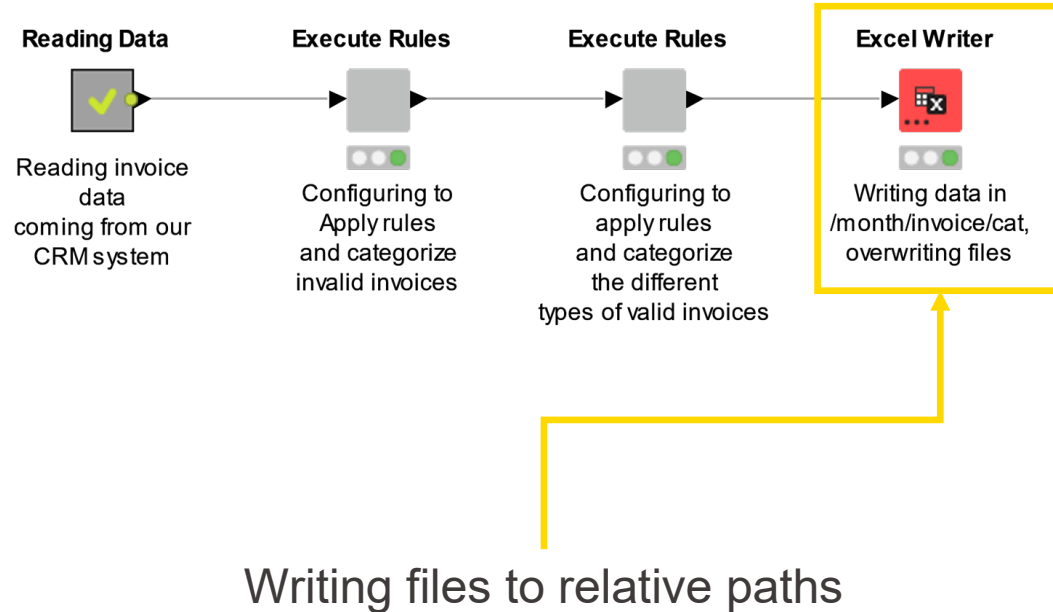 Reading Data
Execute Rules
Execute Rules
Excel Writer
X
Reading invoice
data
coming from our
CRM system
Configuring to
Apply rules
and categorize
invalid invoices
Configuring to
apply rules
and categorize
the different
types of valid invoices
Writing data in
/month/invoice/cat,
overwriting files
Writing files to relative paths